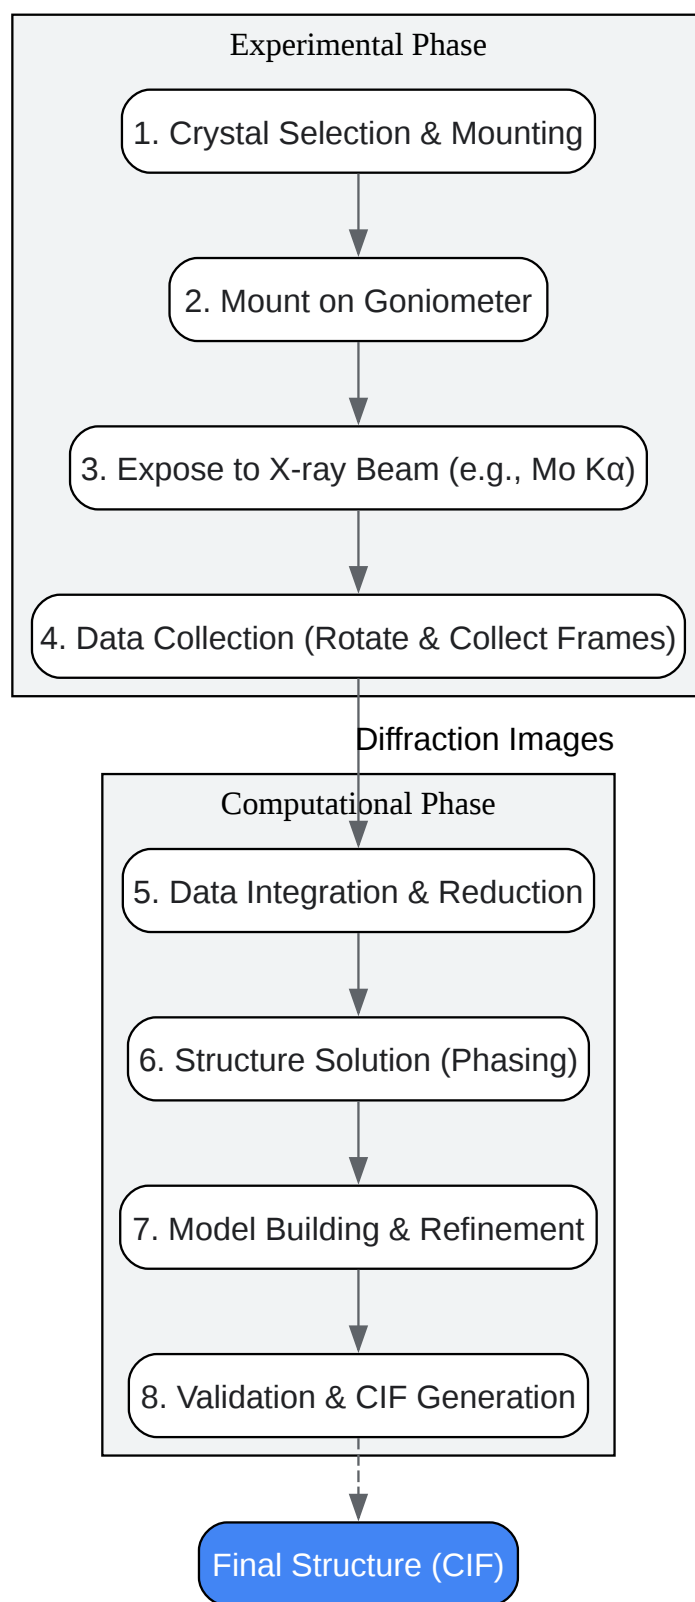 Experimental Phase
1. Crystal Selection & Mounting
2. Mount on Goniometer
3. Expose to X-ray Beam (e.g., Mo Kα)
4. Data Collection (Rotate & Collect Frames)
Diffraction Images
Computational Phase
5. Data Integration & Reduction
6. Structure Solution (Phasing)
7. Model Building & Refinement
8. Validation & CIF Generation
Final Structure (CIF)